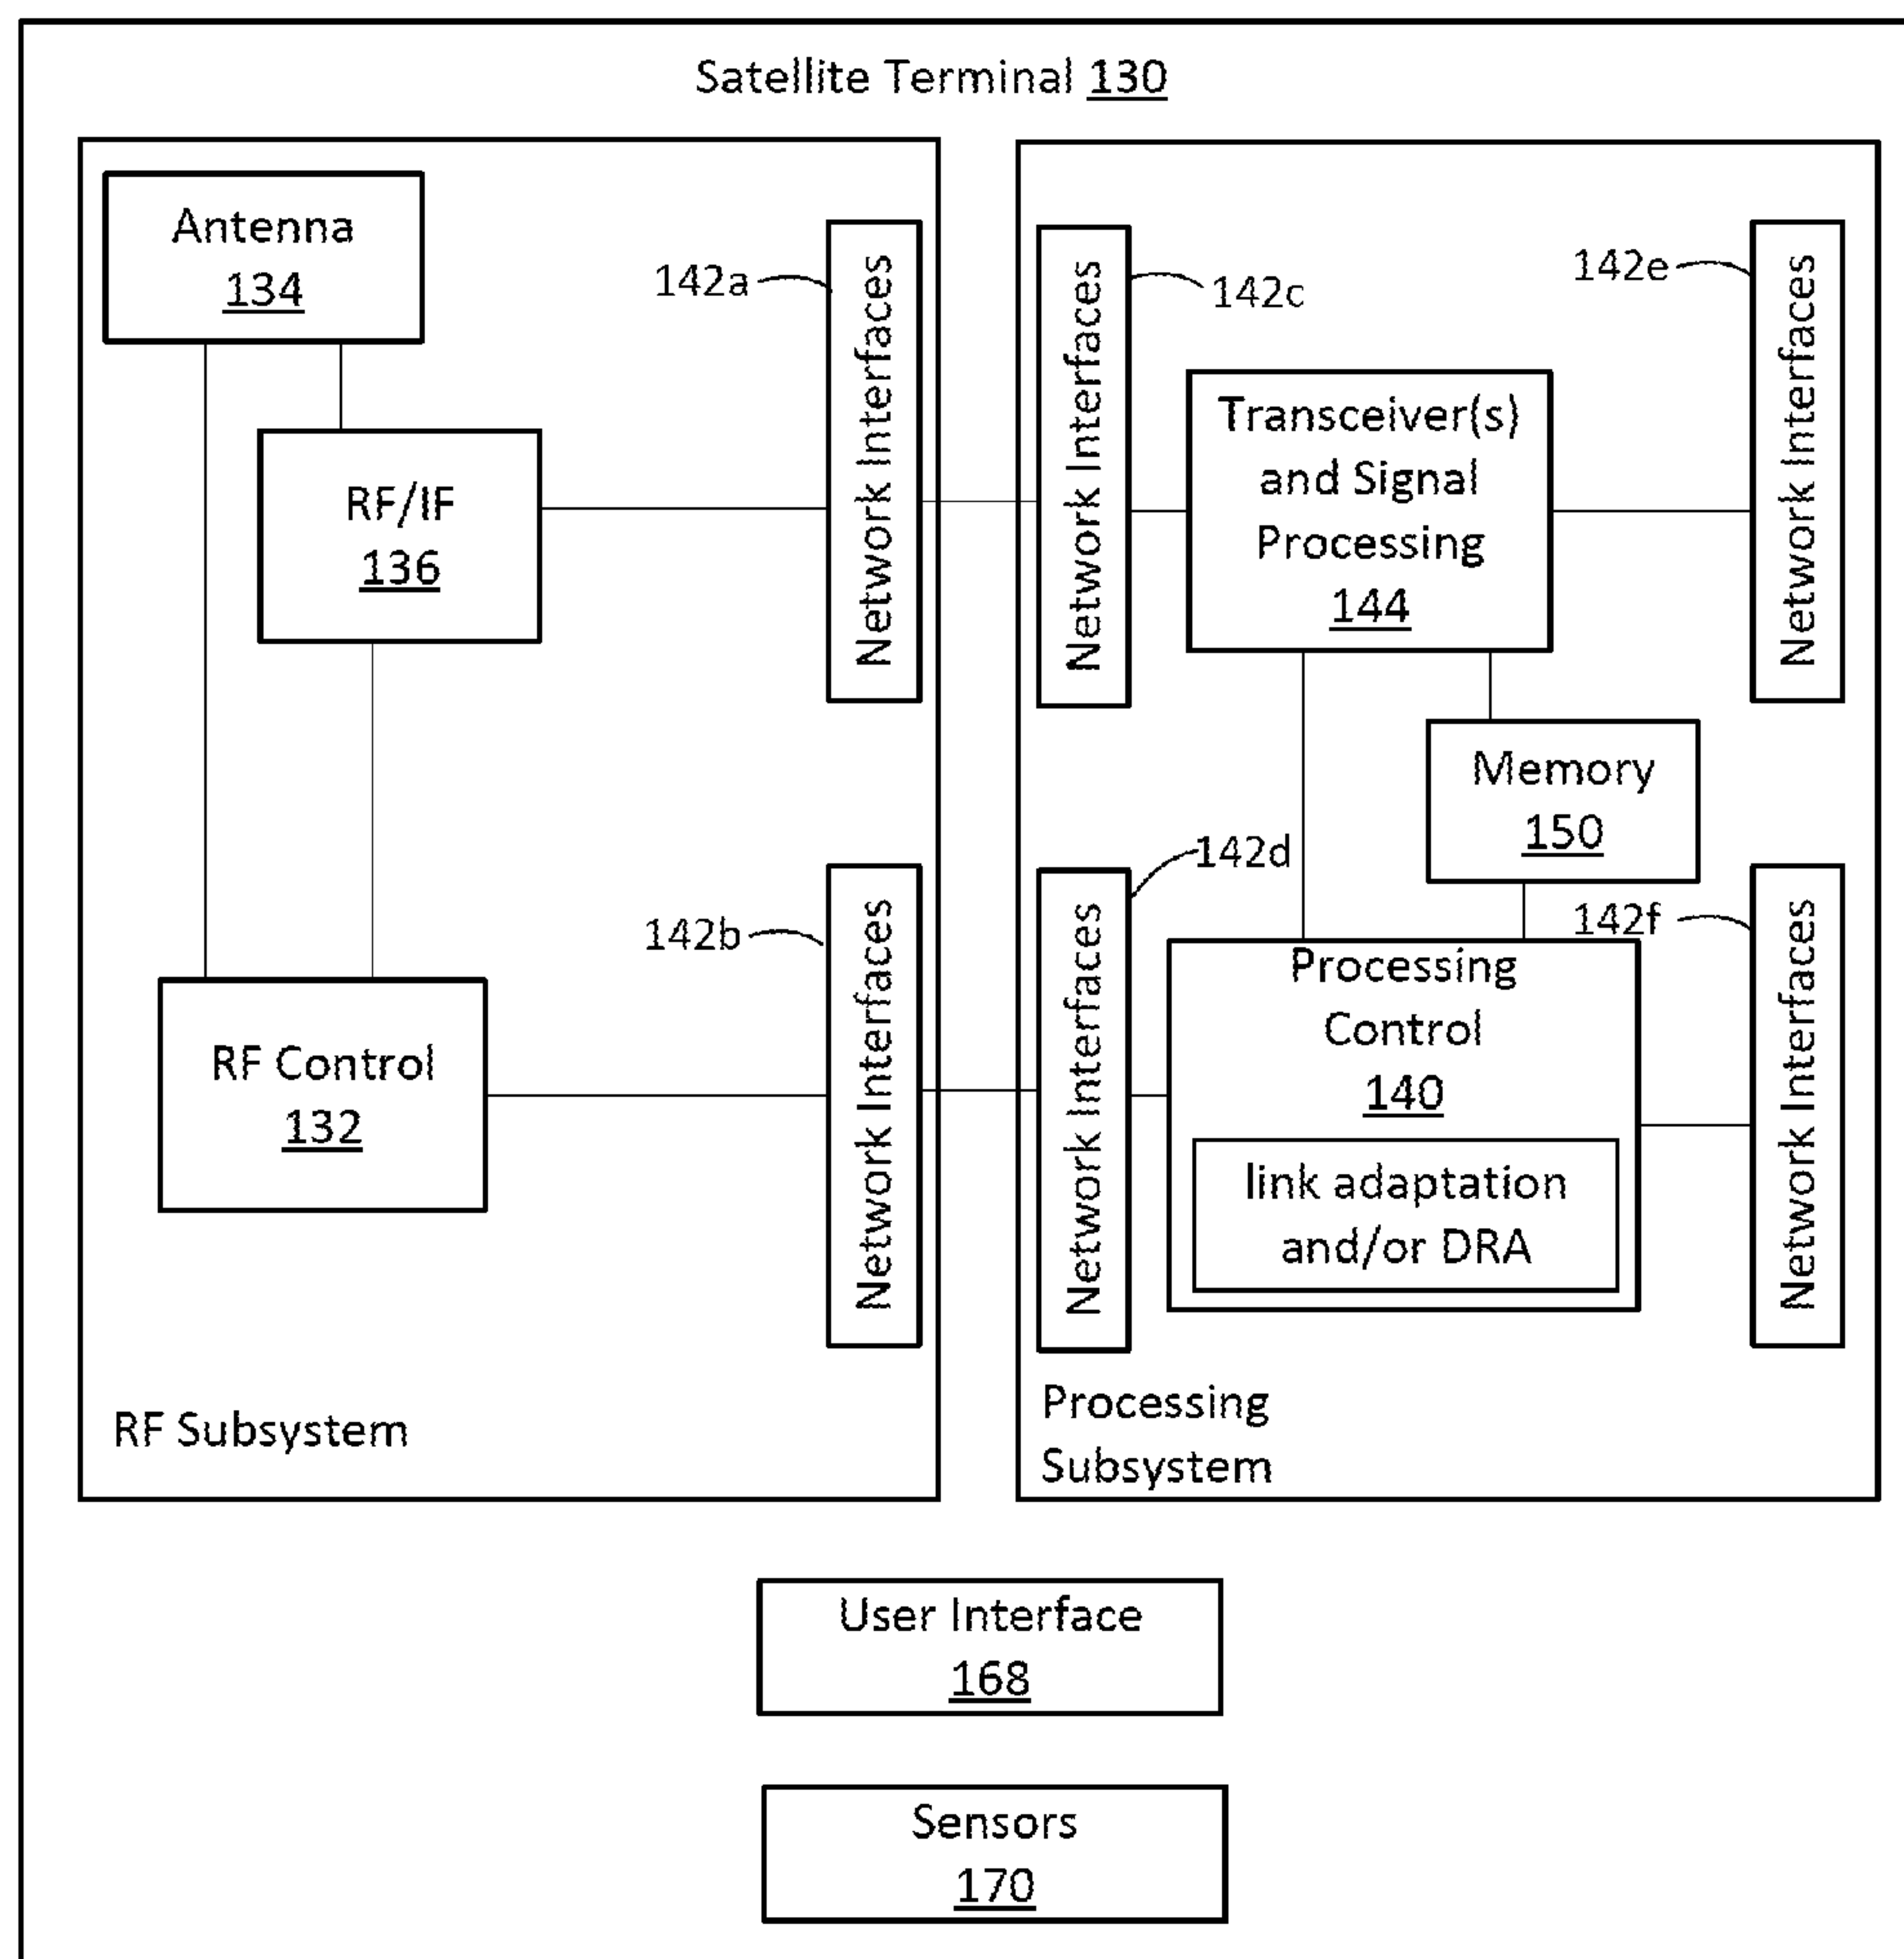 Satellite Terminal 130
Antenna
134
142a
Network Interfaces
RF/IF
136
RF Control
132
142b
Network Interfaces
RF Subsystem
Network Interfaces
142c
Transceiver(s)
and Signal
Processing
144
142e
Network Interfaces
Memory
150
142d
Network Interfaces
Processing
Control
140
link adaptation
and/or DRA
142f
Network Interfaces
Processing
Subsystem
User Interface
168
Sensors
170